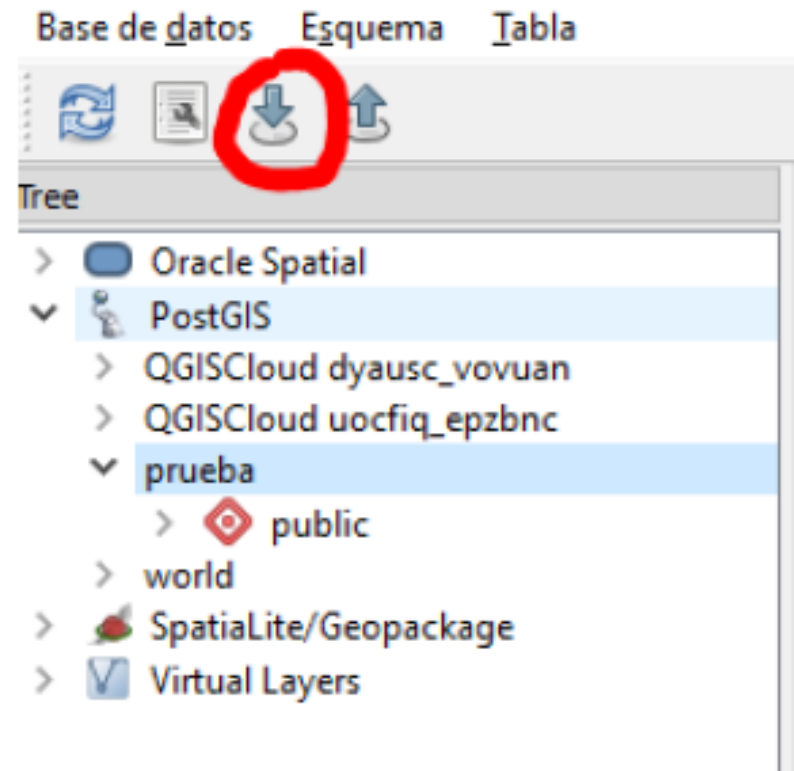 Base de datos Esquema Tabla
Tree
Oracle Spatial
PostGIS
QGISCloud dyausc_vovuan
QGISCloud uocfiq_epzbnc
prueba
public
world
SpatiaLite/Geopackage
Virtual Layers